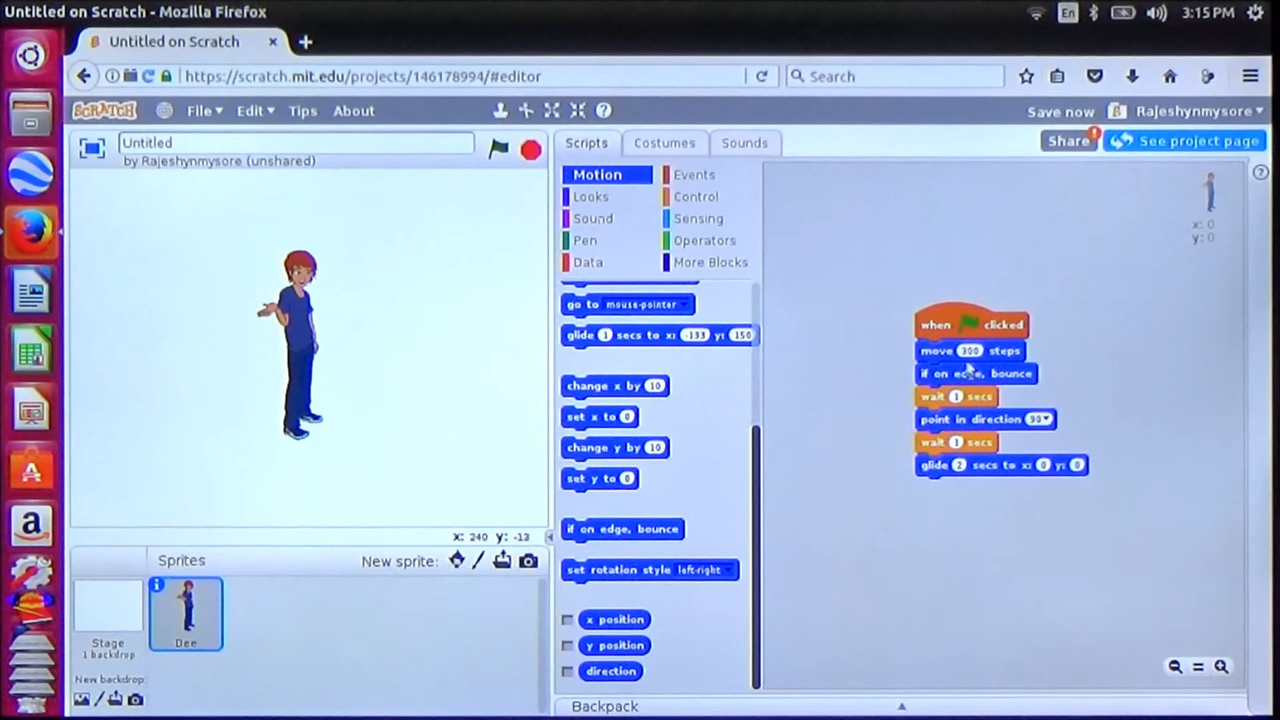 Untitled on Scratch - Mozilla Firefox
En
3:15 PM
Untitled on Scratch
https://scratch.mit.edu/projects/146178994/#editor
Search
SCRATCH
File
Edit
Tips
About
Save now
Rajeshynmysore
Untitled
by Rajeshynmysore (unshared)
Scripts
Costumes
Sounds
Share
See project page
Motion
Events
Looks
Control
Sound
Sensing
Pen
Operators
Data
More Blocks
x: 0
y: 0
go to mouse-pointer
glide 1 secs to x: -133 y: 150
change x by 10
set x to 0
change y by 10
set y to 0
if on edge, bounce
set rotation style left-right
x position
y position
direction
when clicked
move 300 steps
if on edge, bounce
wait 1 secs
point in direction 90
wait 1 secs
glide 2 secs to x: 0 y: 0
x: 240 y: -13
Sprites
New sprite:
Stage
1 backdrop
New backdrop:
Dee
Backpack